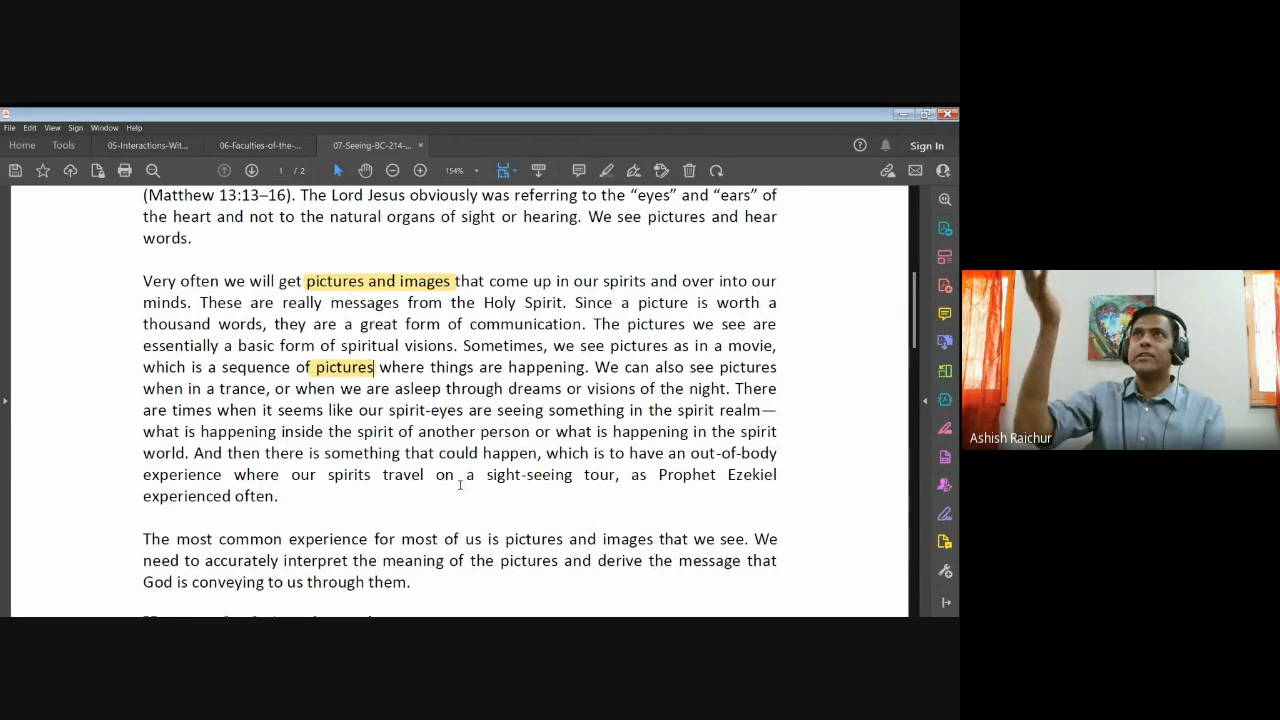 File Edit View Sign Window Help
Home Tools 05-Interactions-Wit... 06-Faculties-of-the-... 07-Seeing-BC-214-... × Sign In
1 / 2 154%
(Matthew 13:13–16). The Lord Jesus obviously was referring to the “eyes” and “ears” of
the heart and not to the natural organs of sight or hearing. We see pictures and hear
words.
Very often we will get pictures and images that come up in our spirits and over into our
minds. These are really messages from the Holy Spirit. Since a picture is worth a
thousand words, they are a great form of communication. The pictures we see are
essentially a basic form of spiritual visions. Sometimes, we see pictures as in a movie,
which is a sequence of pictures where things are happening. We can also see pictures
when in a trance, or when we are asleep through dreams or visions of the night. There
are times when it seems like our spirit-eyes are seeing something in the spirit realm—
what is happening inside the spirit of another person or what is happening in the spirit
world. And then there is something that could happen, which is to have an out-of-body
experience where our spirits travel on a sight-seeing tour, as Prophet Ezekiel
experienced often.
The most common experience for most of us is pictures and images that we see. We
need to accurately interpret the meaning of the pictures and derive the message that
God is conveying to us through them.
Ashish Raichur